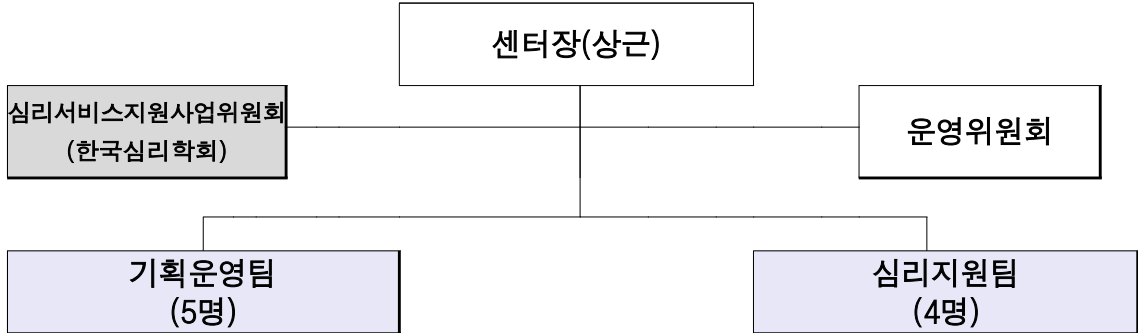 센터장(상근)
심리서비스지원사업위원회
(한국심리학회)
운영위원회
기획운영팀
(5명)
심리지원팀
(4명)